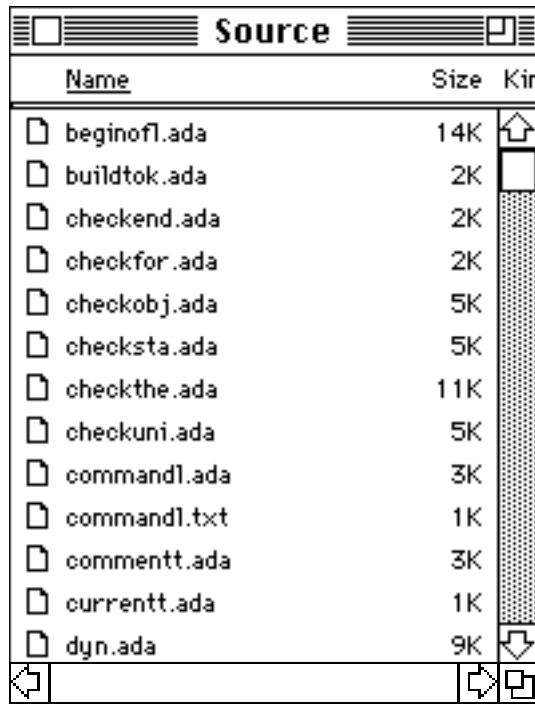 Source
Name Size Kin
beginofl.ada 14K
buildtok.ada 2K
checkend.ada 2K
checkfor.ada 2K
checkobj.ada 5K
checksta.ada 5K
checkthe.ada 11K
checkuni.ada 5K
commandl.ada 3K
commandl.txt 1K
commentt.ada 3K
currentt.ada 1K
dyn.ada 9K